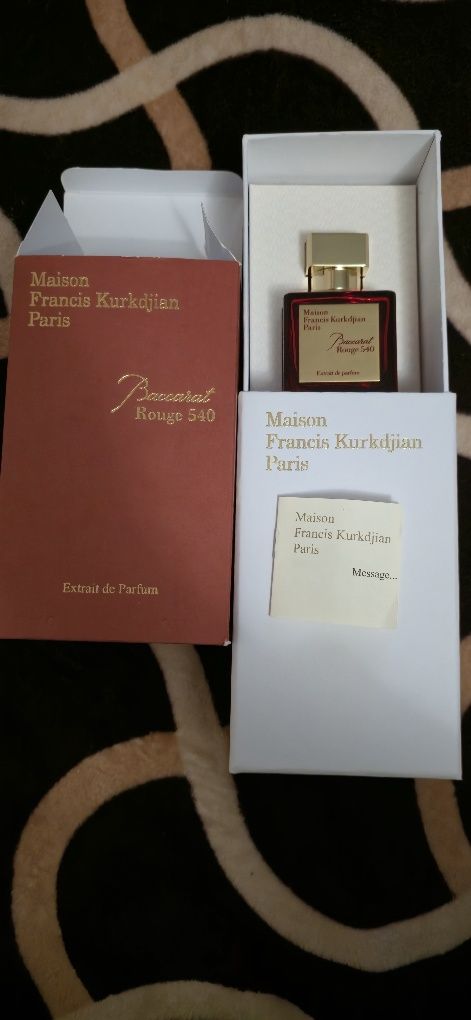 Maison
Francis Kurkdjian
Paris
Baccarat
Rouge 540
Extrait de Parfum
Maison
Francis Kurkdjian
Paris
Baccarat
Rouge 540
Extrait de parfum
Maison
Francis Kurkdjian
Paris
Maison
Francis Kurkdjian
Paris
Message...